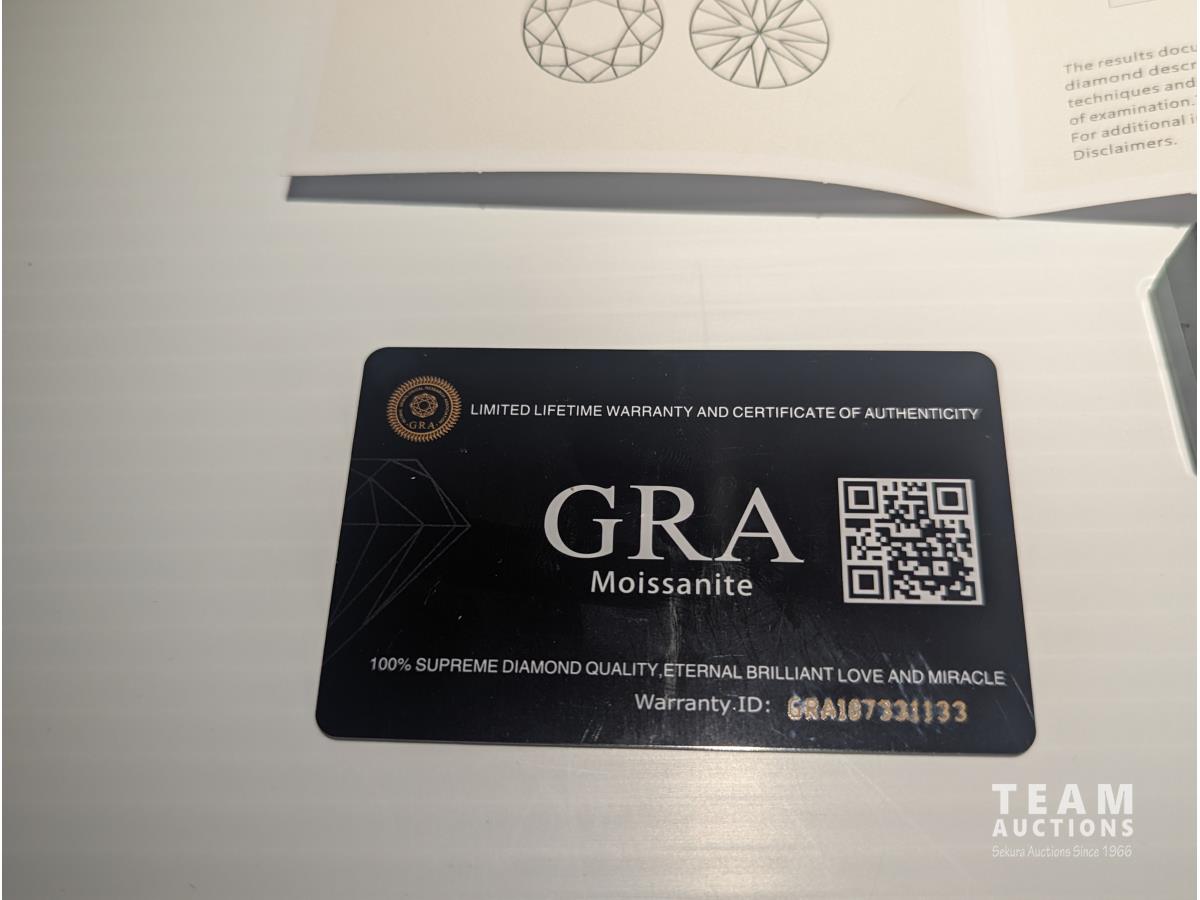 The results docu
diamond descr
techniques and
of examination.
For additional i
Disclaimers.
GRA
LIMITED LIFETIME WARRANTY AND CERTIFICATE OF AUTHENTICITY
GRA
Moissanite
100% SUPREME DIAMOND QUALITY,ETERNAL BRILLIANT LOVE AND MIRACLE
Warranty.ID: GRA187331133
TEAM
AUCTIONS
Sekura Auctions Since 1966